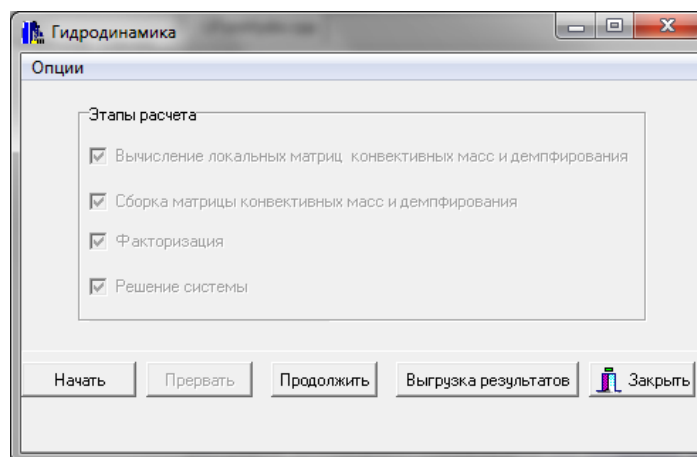 Гидродинамика
Опции
Этапы расчета
Вычисление локальных матриц конвективных масс и демпфирования
Сборка матрицы конвективных масс и демпфирования
Факторизация
Решение системы
Начать Прервать Продолжить Выгрузка результатов Закрыть